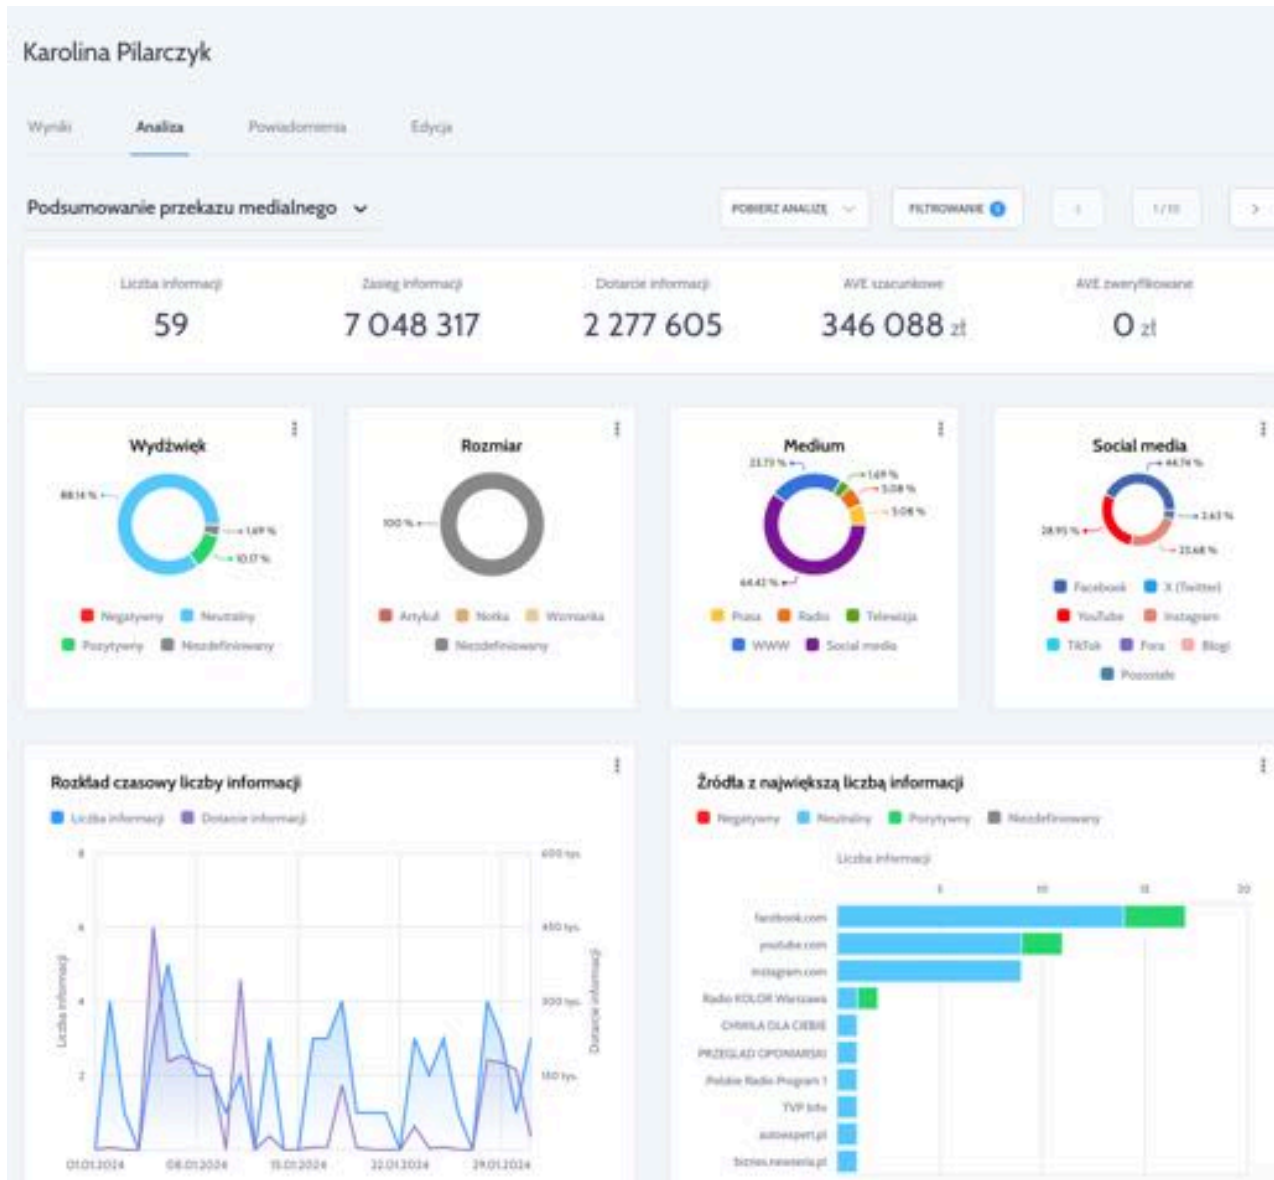 Karolina Pilarczyk
Wyniki Analiza Powiadomienia Edycja
Podsumowanie przekazu medialnego
POBIERZ ANALIZĘ FILTROWANIE 1/10 >
Liczba informacji Zasięg informacji Dotarcie informacji AVE szacunkowe AVE zweryfikowane
59 7 048 317 2 277 605 346 088 zł 0 zł
Wydźwięk
88.14 %
1.69 %
10.17 %
Negatywny Neutralny
Pozytywny Niezdefiniowany
Rozmiar
100 %
Artykuł Notka Wzmianka
Niezdefiniowany
Medium
23.73 %
1.69 %
5.08 %
5.08 %
64.42 %
Prasa Radio Telewizja
WWW Social media
Social media
44.74 %
2.63 %
28.95 %
23.68 %
Facebook X (Twitter)
YouTube Instagram
TikTok Fora Blogi
Pozostałe
Rozkład czasowy liczby informacji
Liczba informacji Dotarcie informacji
8 600 tys.
6 450 tys.
4 300 tys.
2 150 tys.
Liczba informacji
Dotarcie informacji
01.01.2024 08.01.2024 15.01.2024 22.01.2024 29.01.2024
Źródła z największą liczbą informacji
Negatywny Neutralny Pozytywny Niezdefiniowany
Liczba informacji
5 10 15 20
facebook.com
youtube.com
instagram.com
Radio KOLOR Warszawa
CHWILA DLA CIEBIE
PRZEGLĄD OPONIARSKI
Polskie Radio Program 1
TVP Info
autoexpert.pl
biznes.newseria.pl